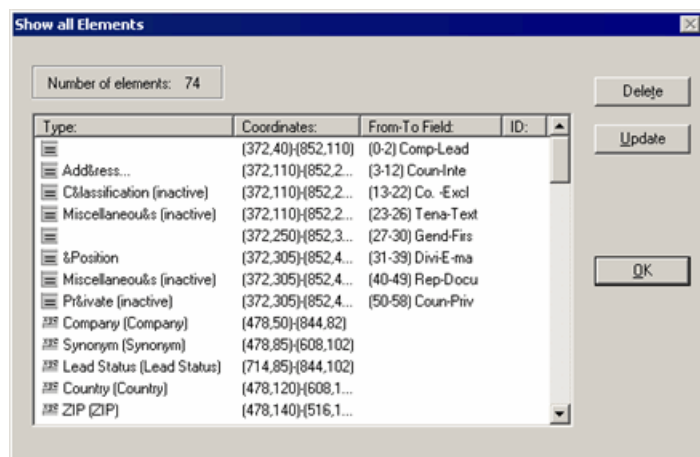 Show all Elements
Number of elements: 74
Delete
Update
OK
Type: Coordinates: From-To Field: ID:
(372,40)-(852,110) (0-2) Comp-Lead
Add&ress... (372,110)-(852,2... (3-12) Coun-Inte
C&lassification (inactive) (372,110)-(852,2... (13-22) Co. -Excl
Miscellaneou&s (inactive) (372,110)-(852,2... (23-26) Tena-Text
(372,250)-(852,3... (27-30) Gend-Firs
&Position (372,305)-(852,4... (31-39) Divi-E-ma
Miscellaneou&s (inactive) (372,305)-(852,4... (40-49) Rep-Docu
Pr&ivate (inactive) (372,305)-(852,4... (50-58) Coun-Priv
Company (Company) (478,50)-(844,82)
Synonym (Synonym) (478,85)-(608,102)
Lead Status (Lead Status) (714,85)-(844,102)
Country (Country) (478,120)-(608,1...
ZIP (ZIP) (478,140)-(516,1...